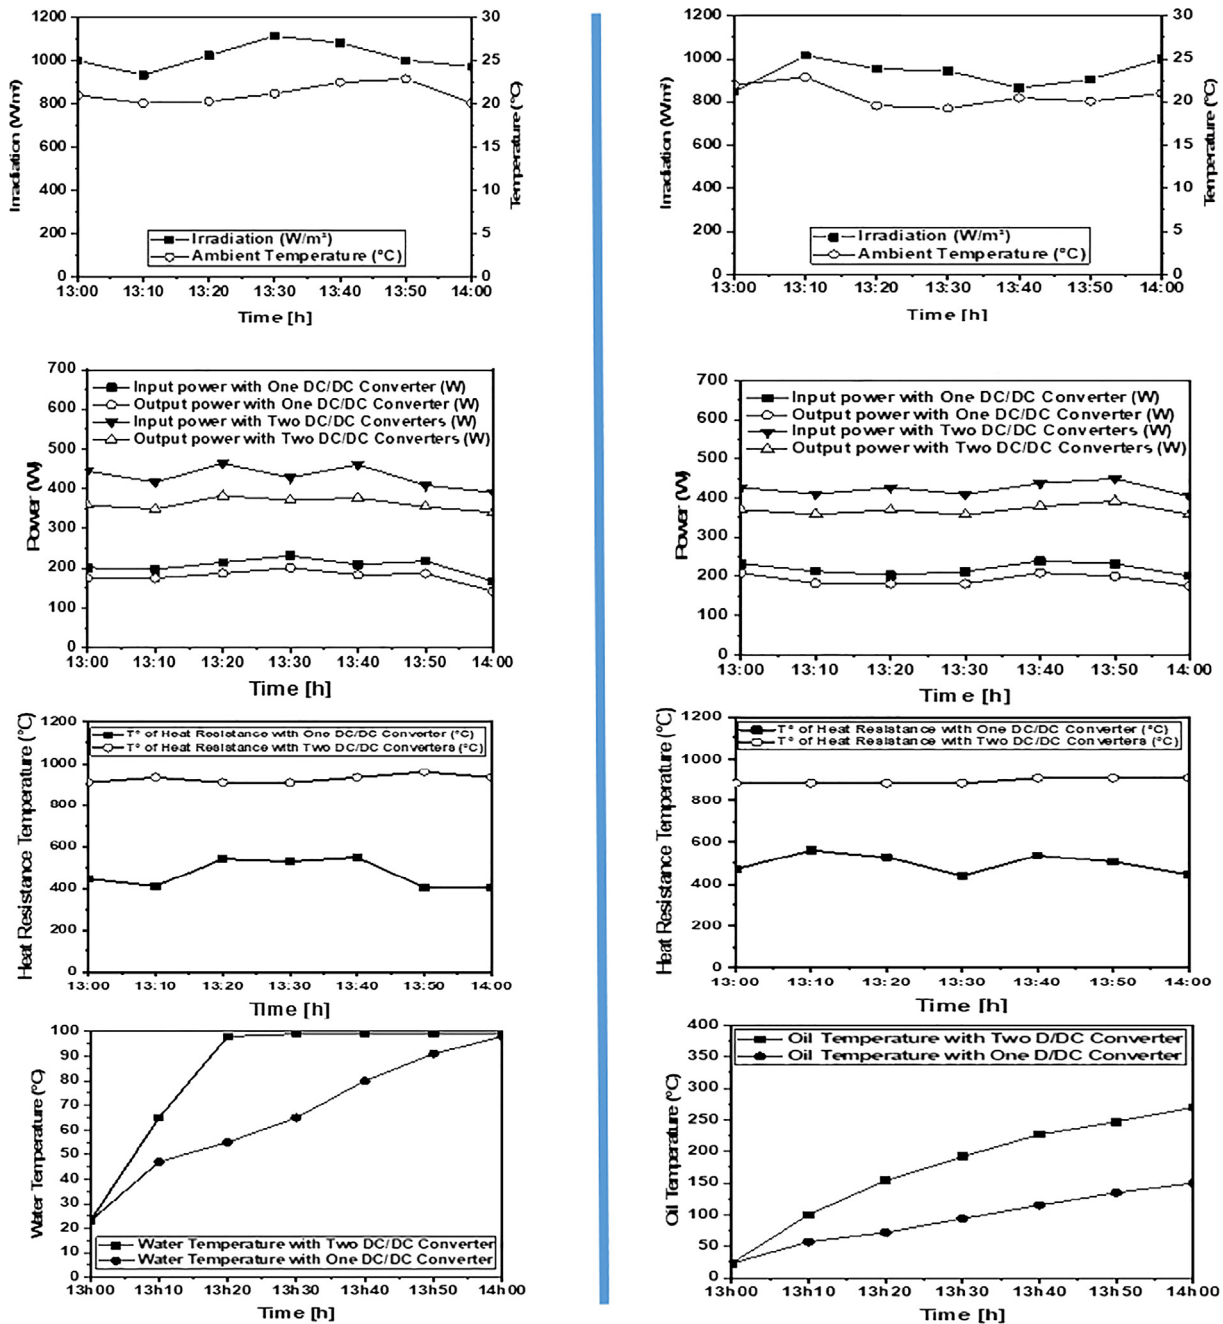 1200
1000
800
600
400
200
0
30
25
20
15
10
5
0
Irradiation (W/m²)
Temperature (°C)
Irradiation (W/m²)
Ambient Temperature (°C)
13:00 13:10 13:20 13:30 13:40 13:50 14:00
Time [h]
1200
1000
800
600
400
200
0
30
25
20
15
10
5
0
Irradiation (W/m²)
Temperature (°C)
Irradiation (W/m²)
Ambient Temperature (°C)
13:00 13:10 13:20 13:30 13:40 13:50 14:00
Time [h]
700
600
500
400
300
200
100
0
Power (W)
Input power with One DC/DC Converter (W)
Output power with One DC/DC Converter (W)
Input power with Two DC/DC Converters (W)
Output power with Two DC/DC Converters (W)
13:00 13:10 13:20 13:30 13:40 13:50 14:00
Time [h]
700
600
500
400
300
200
100
0
Power (W)
Input power with One DC/DC Converter (W)
Output power with One DC/DC Converter (W)
Input power with Two DC/DC Converters (W)
Output power with Two DC/DC Converters (W)
13:00 13:10 13:20 13:30 13:40 13:50 14:00
Time [h]
1200
1000
800
600
400
200
0
Heat Resistance Temperature (°C)
T° of Heat Resistance with One DC/DC Converter (°C)
T° of Heat Resistance with Two DC/DC Converters (°C)
13:00 13:10 13:20 13:30 13:40 13:50 14:00
Time [h]
1200
1000
800
600
400
200
0
Heat Resistance Temperature (°C)
T° of Heat Resistance with One DC/DC Converter (°C)
T° of Heat Resistance with Two DC/DC Converters (°C)
13:00 13:10 13:20 13:30 13:40 13:50 14:00
Time [h]
100
90
80
70
60
50
40
30
20
10
0
Water Temperature (°C)
Water Temperature with Two DC/DC Converter
Water Temperature with One DC/DC Converter
13h00 13h10 13h20 13h30 13h40 13h50 14h00
Time [h]
400
350
300
250
200
150
100
50
0
Oil Temperature (°C)
Oil Temperature with Two D/DC Converter
Oil Temperature with One D/DC Converter
13h00 13h10 13h20 13h30 13h40 13h50 14h00
Time [h]